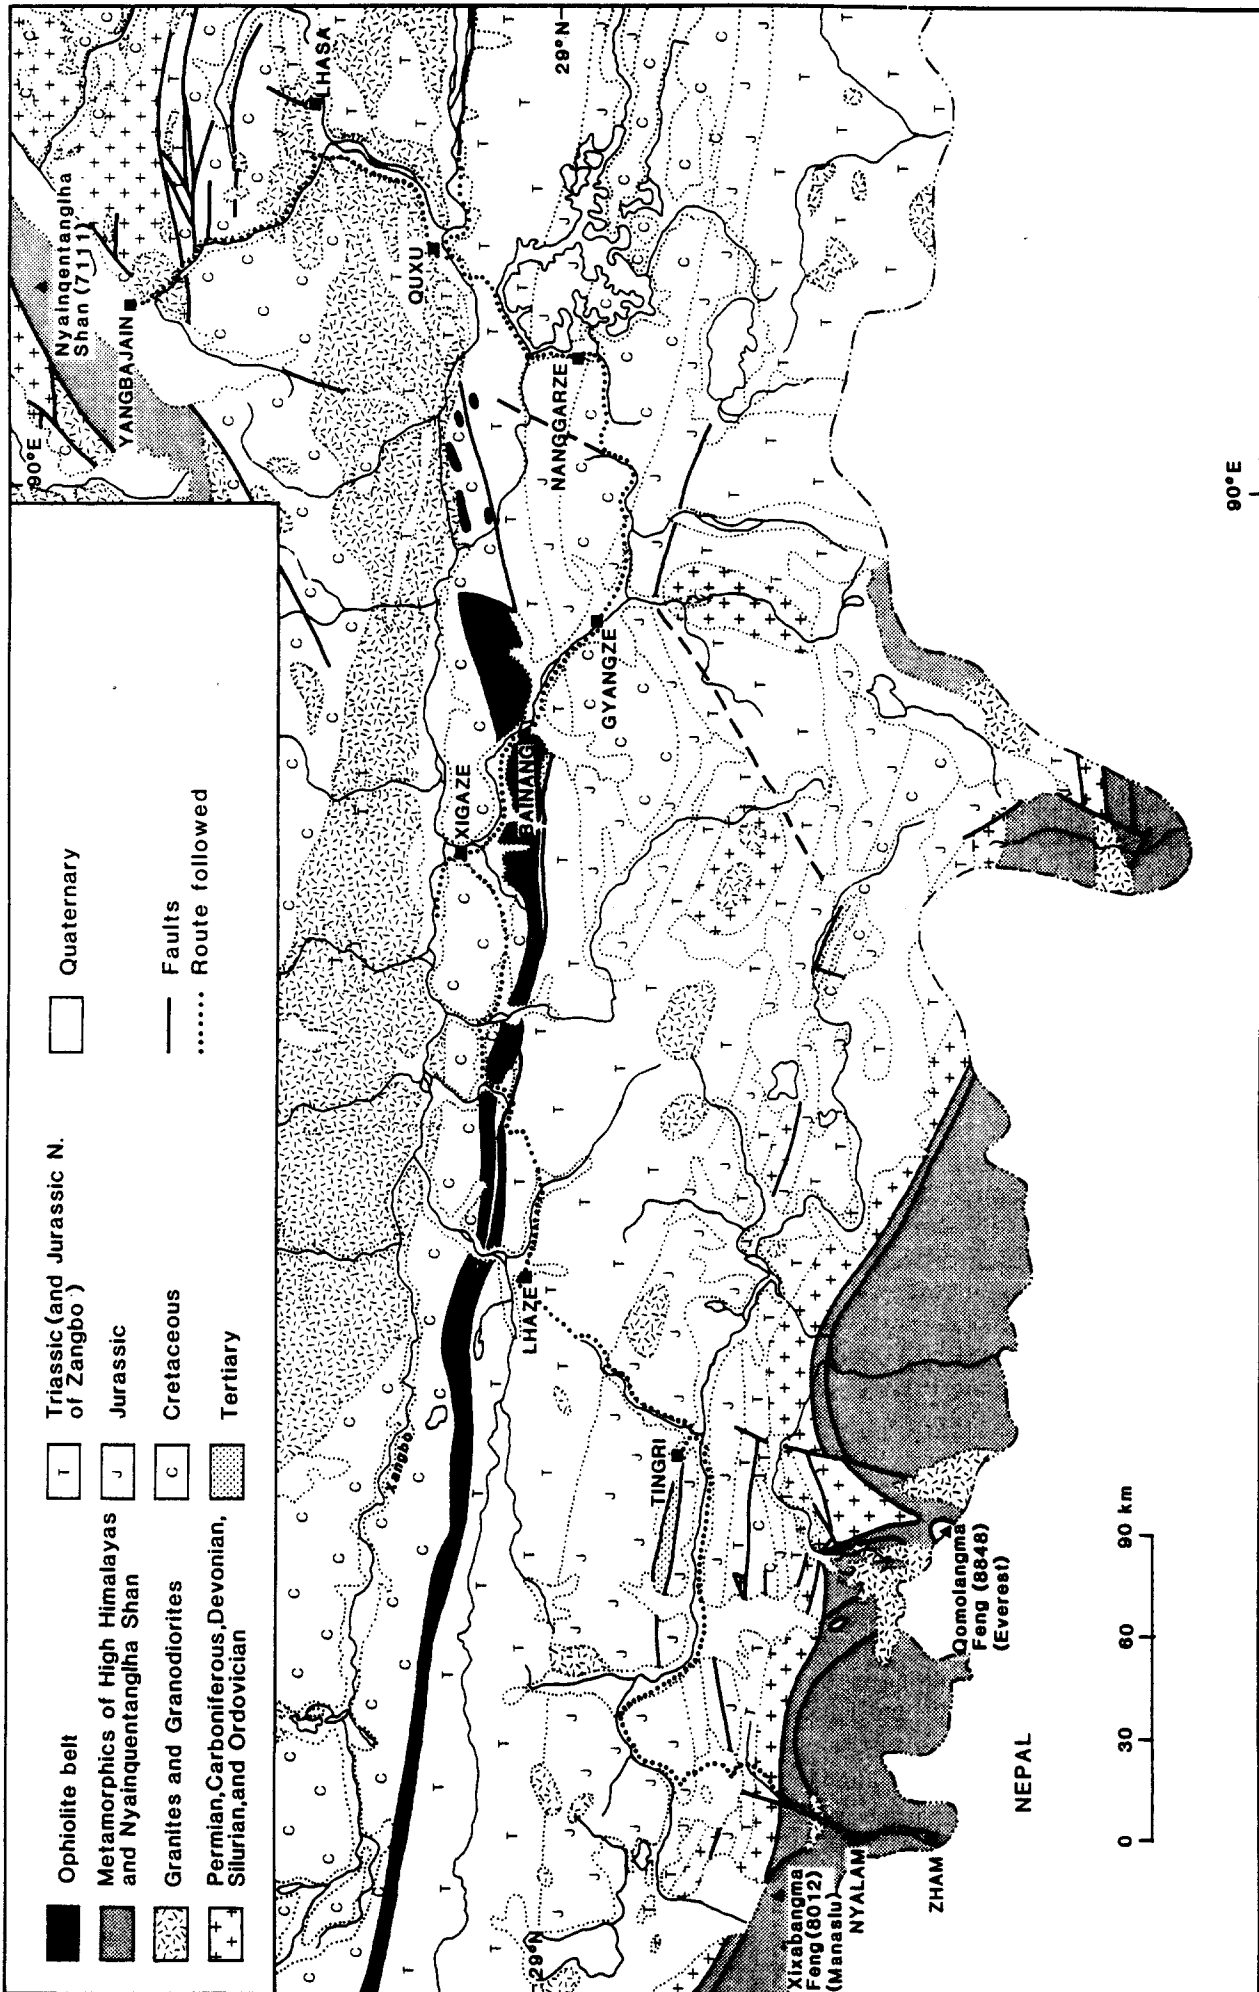 Ophiolite belt
Metamorphics of High Himalayas
and Nyainquentanglha Shan
Granites and Granodiorites
Permian,Carboniferous,Devonian,
Silurian,and Ordovician
T
Triassic (and Jurassic N.
of Zangbo )
J
Jurassic
C
Cretaceous
Tertiary
Quaternary
Faults
Route followed
90°E
Nyainqentanglha
Shan (7111)
YANGBAJAIN
LHASA
QUXU
29°N
NANGGARZE
GYANGZE
XIGAZE
BAINANG
LHAZE
Xangbo
TINGRI
29°N
Xixabangma
Feng (8012)
(Manaslu)
NYALAM
ZHAM
Qomolangma
Feng (8848)
(Everest)
NEPAL
0 30 60 90 km
90°E